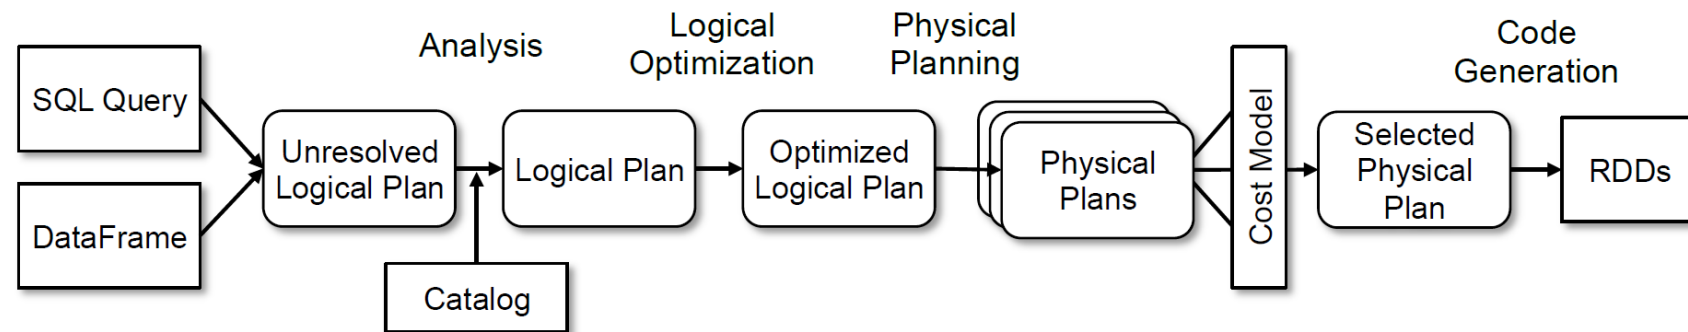 Analysis
Logical
Optimization
Physical
Planning
Code
Generation
SQL Query
DataFrame
Unresolved
Logical Plan
Catalog
Logical Plan
Optimized
Logical Plan
Physical
Plans
Cost Model
Selected
Physical
Plan
RDDs